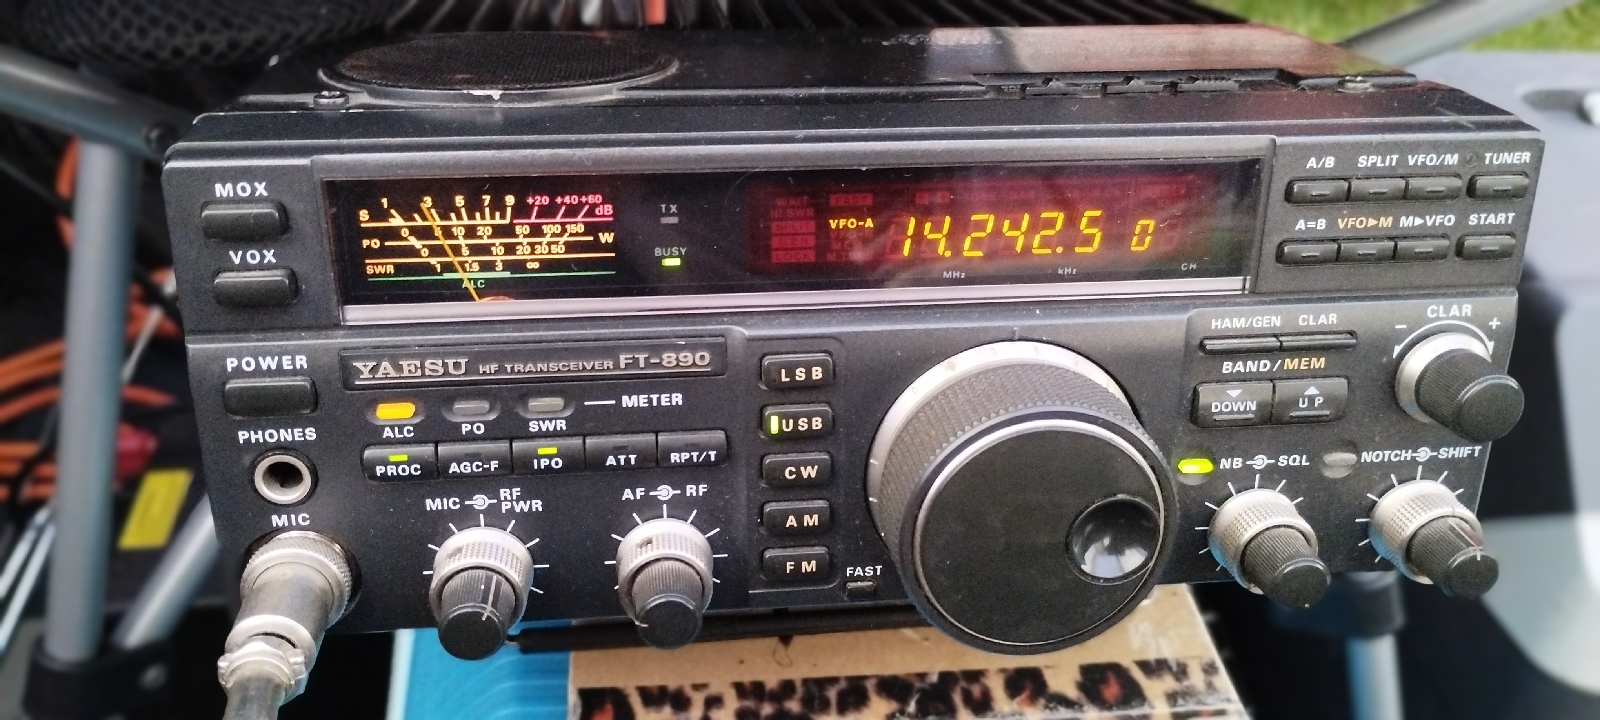 MOX
VOX
POWER
PHONES
MIC
S 1 3 5 7 9 +20 +40 +60 dB
PO 0 5 10 20 50 100 150 W
0 5 10 20 30 50
SWR 1 1.5 3 ∞
ALC
TX
BUSY
VFO-A 14.242.5 0
MHz kHz CH
A/B SPLIT VFO/M TUNER
A=B VFO▶M M▶VFO START
YAESU HF TRANSCEIVER FT-890
ALC PO SWR METER
PROC AGC-F IPO ATT RPT/T
MIC RF PWR
AF RF
LSB
USB
CW
AM
FM
FAST
HAM/GEN CLAR
BAND/MEM
DOWN UP
- CLAR +
NB SQL
NOTCH SHIFT